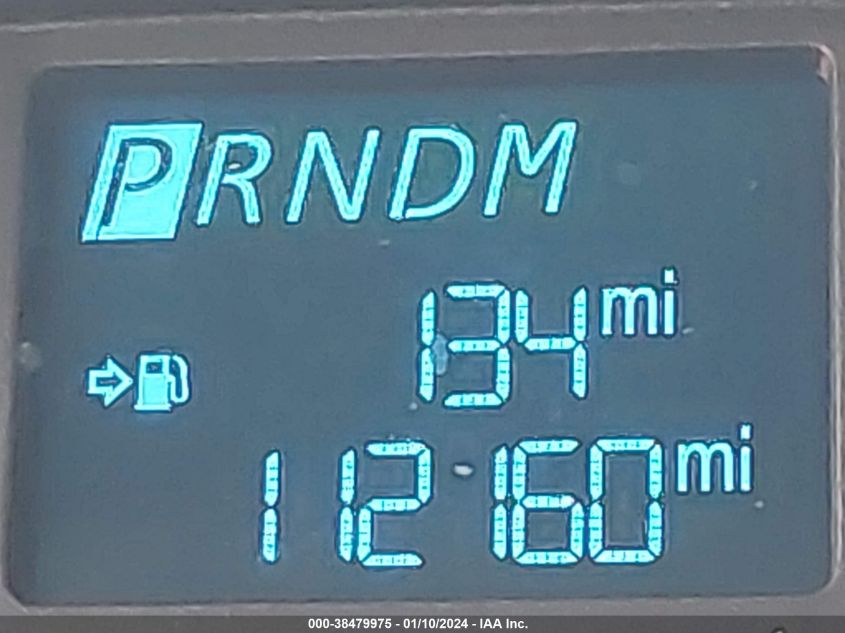 PRNDM
134 mi
112160 mi
000-38479975 - 01/10/2024 - IAA Inc.